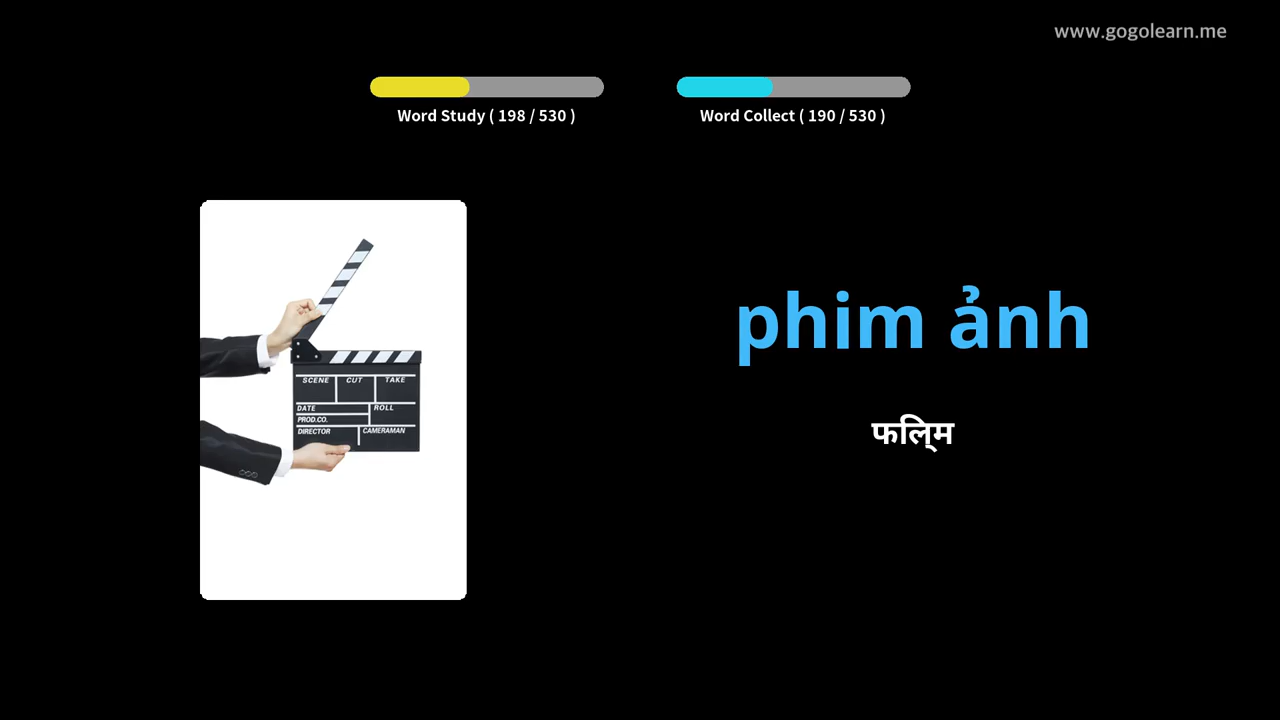 www.gogolearn.me
Word Study ( 198 / 530 )
Word Collect ( 190 / 530 )
SCENE CUT TAKE
DATE ROLL
PROD.CO.
DIRECTOR CAMERAMAN
phim ảnh
फिल्म